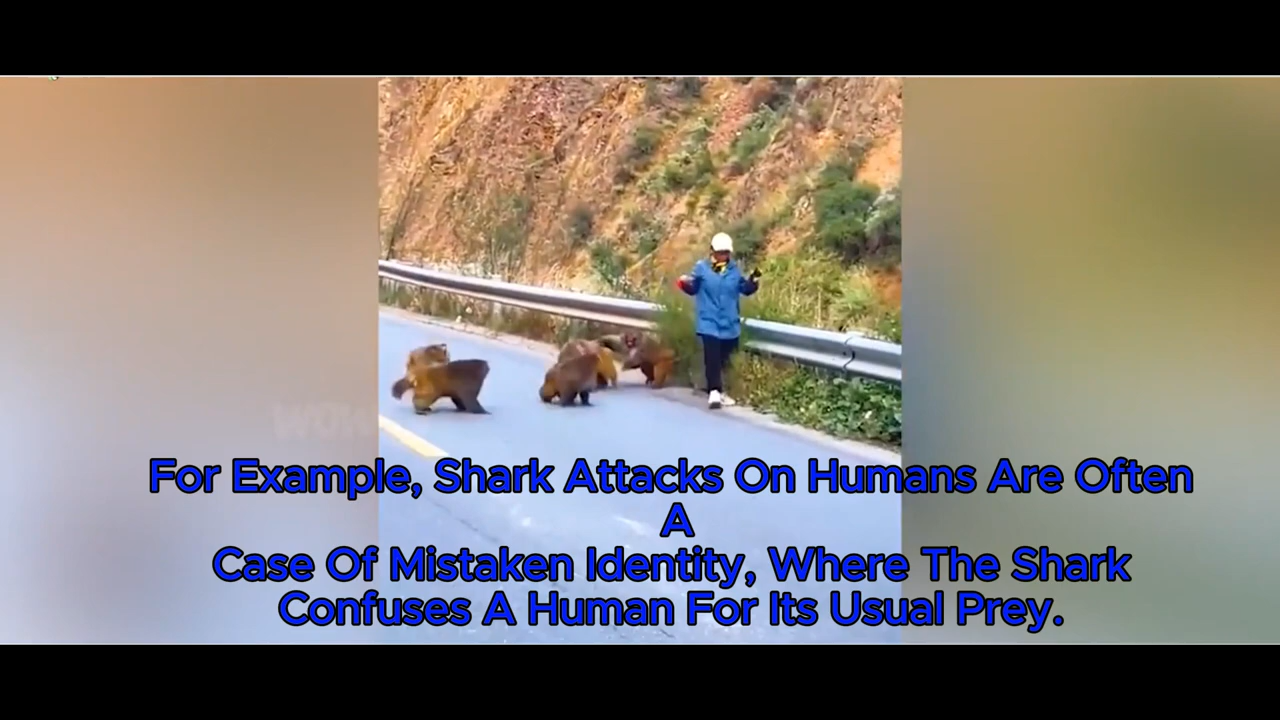 For Example, Shark Attacks On Humans Are Often
A
Case Of Mistaken Identity, Where The Shark
Confuses A Human For Its Usual Prey.